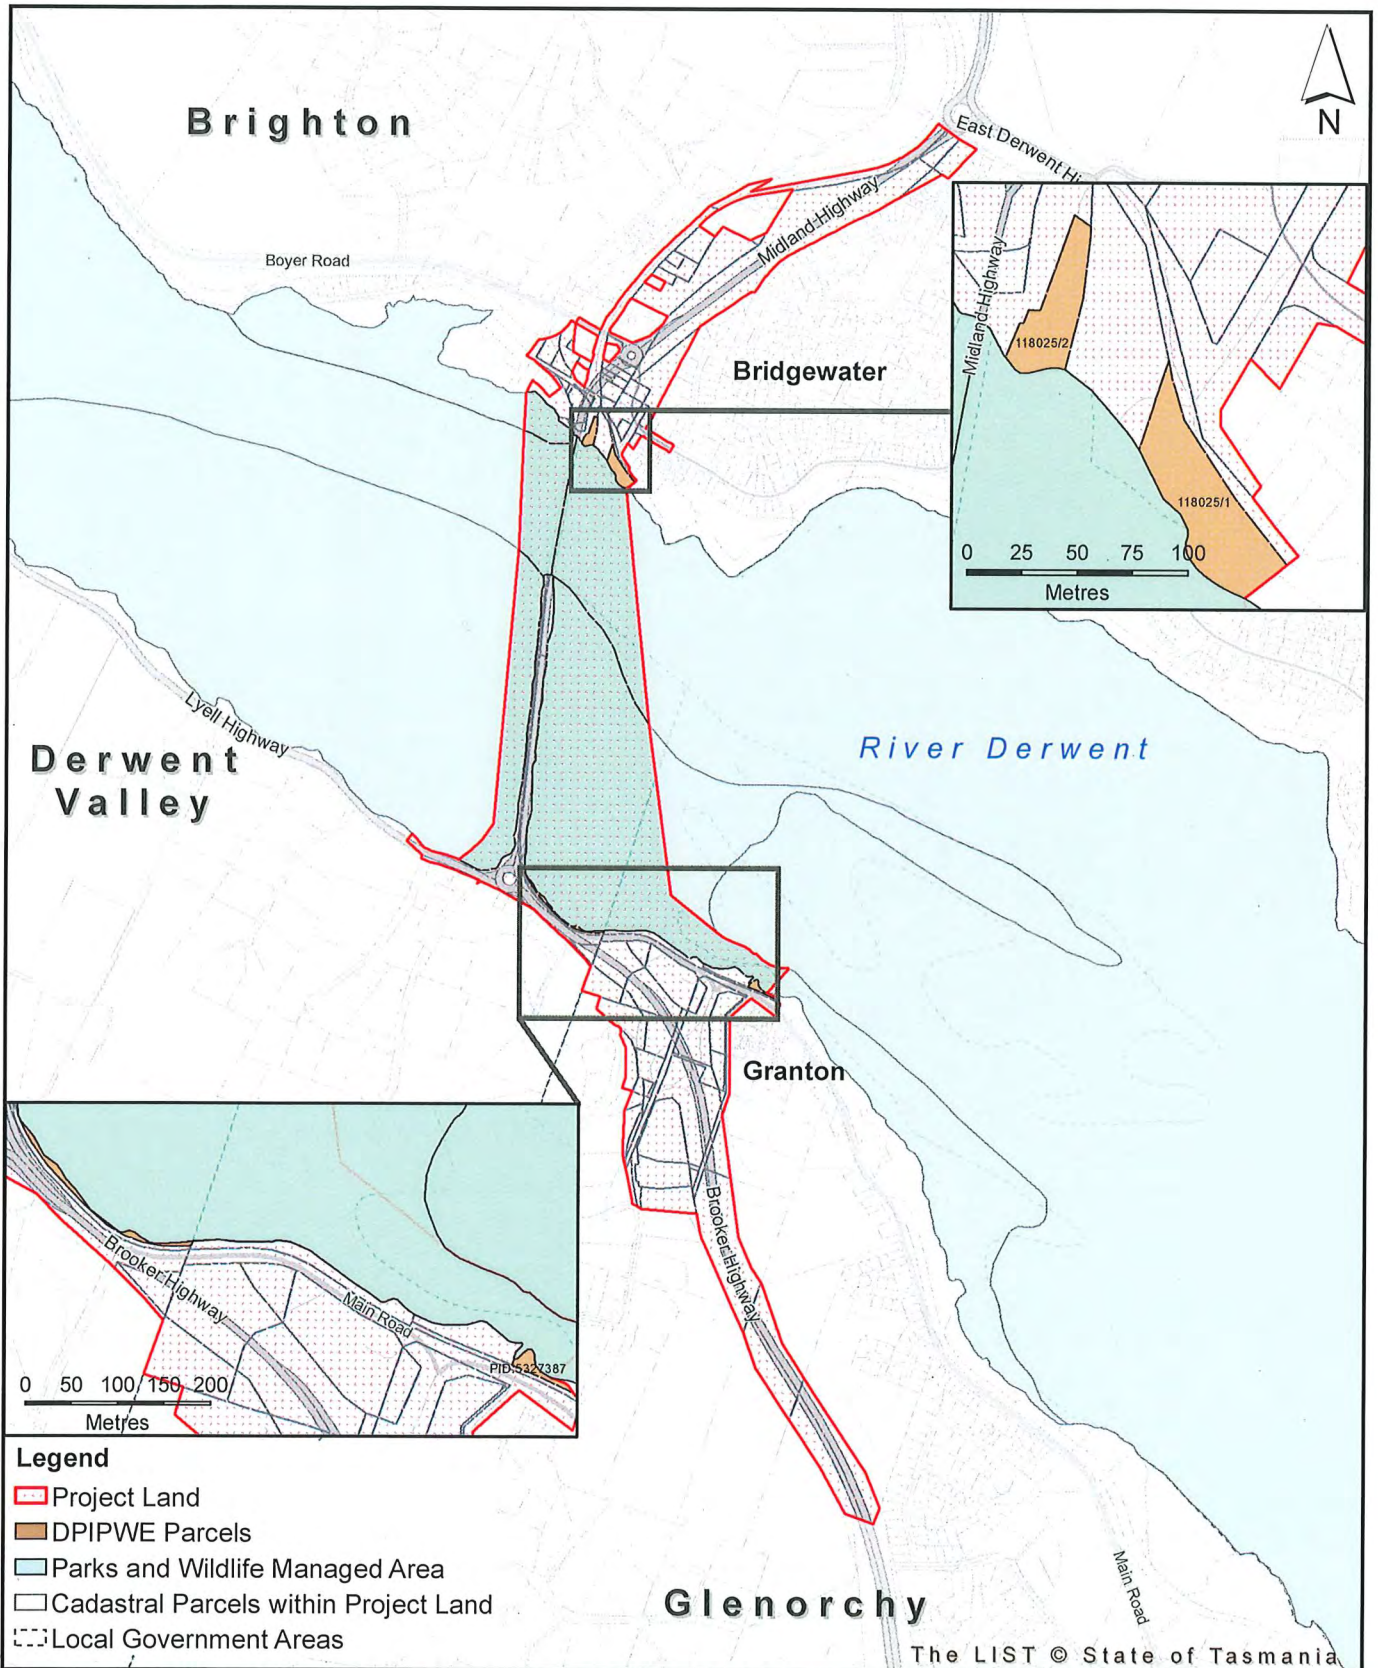 Brighton
N
East Derwent Hi
Midland Highway
Boyer Road
Bridgewater
Midland Highway
118025/2
118025/1
0 25 50 75 100
Metres
Lyell Highway
Derwent
Valley
River Derwent
Granton
Brooker Highway
Brooker Highway
Main Road
PID:5327387
0 50 100 150 200
Metres
Legend
Project Land
DPIPWE Parcels
Parks and Wildlife Managed Area
Cadastral Parcels within Project Land
Local Government Areas
Glenorchy
Main Road
The LIST © State of Tasmania